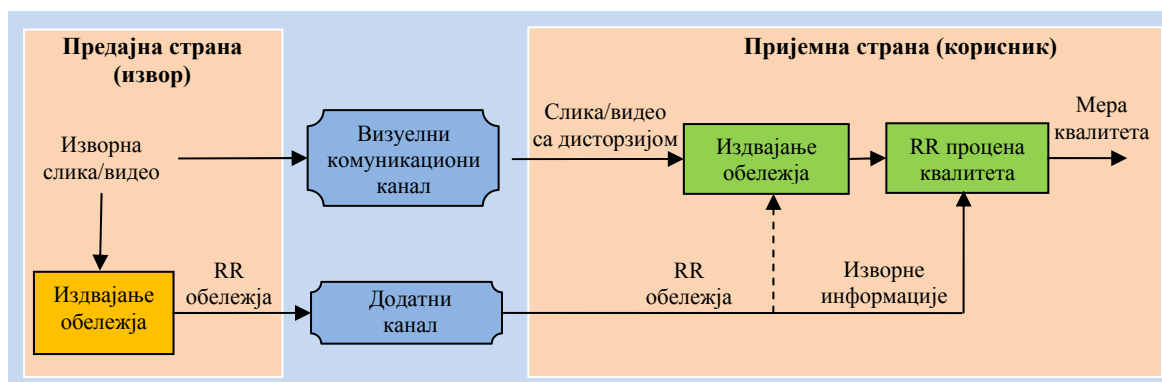 Предајна страна
(извор)
Пријемна страна (корисник)
Изворна
слика/видео
Визуелни
комуникациони
канал
Слика/видео
са дисторзијом
Издвајање
обележја
RR процена
квалитета
Мера
квалитета
Издвајање
обележја
RR
обележја
Додатни
канал
RR
обележја
Изворне
информације